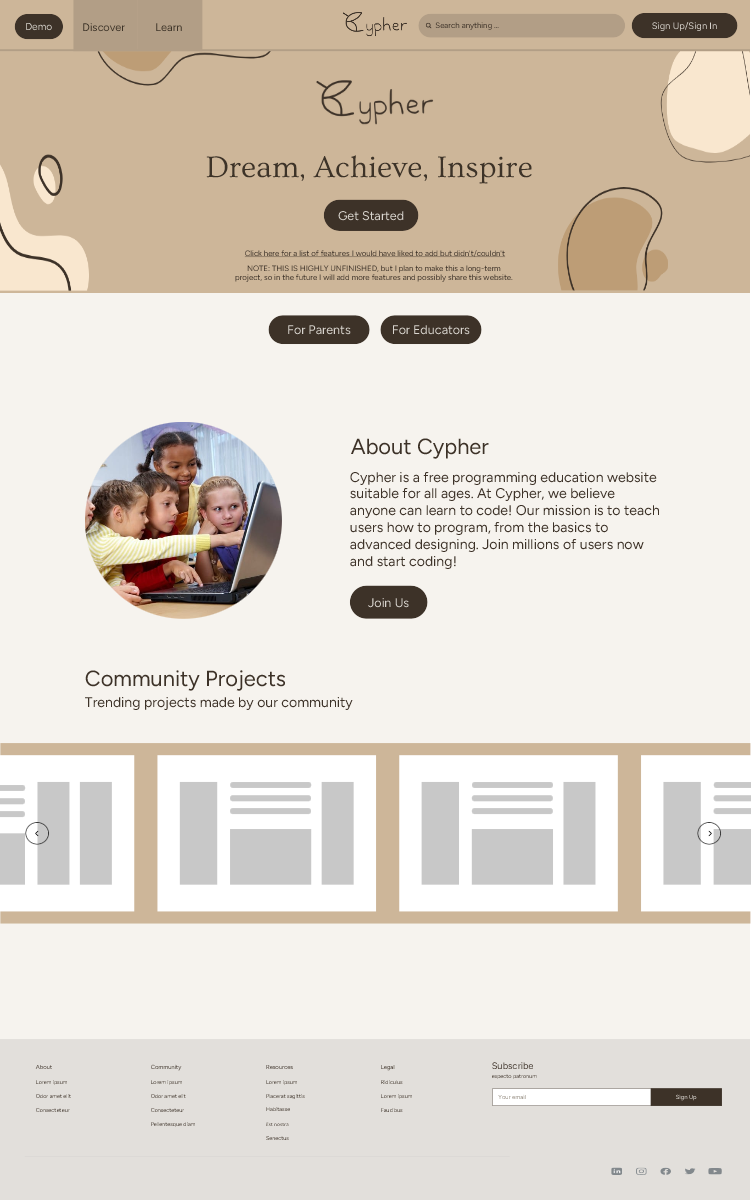 Demo
Discover
Learn
Cypher
Search anything ...
Sign Up/Sign In
Cypher
Dream, Achieve, Inspire
Get Started
Click here for a list of features I would have liked to add but didn't/couldn't
NOTE: THIS IS HIGHLY UNFINISHED, but I plan to make this a long-term
project, so in the future I will add more features and possibly share this website.
For Parents
For Educators
About Cypher
Cypher is a free programming education website
suitable for all ages. At Cypher, we believe
anyone can learn to code! Our mission is to teach
users how to program, from the basics to
advanced designing. Join millions of users now
and start coding!
Join Us
Community Projects
Trending projects made by our community
About
Lorem ipsum
Odor amet elit
Consecteteur
Community
Lorem ipsum
Odor amet elit
Consecteteur
Pellentesque diam
Resources
Lorem ipsum
Placerat sagittis
Habitasse
Est nostra
Senectus
Legal
Ridiculus
Lorem ipsum
Faucibus
Subscribe
expecto patronum
Your email
Sign Up